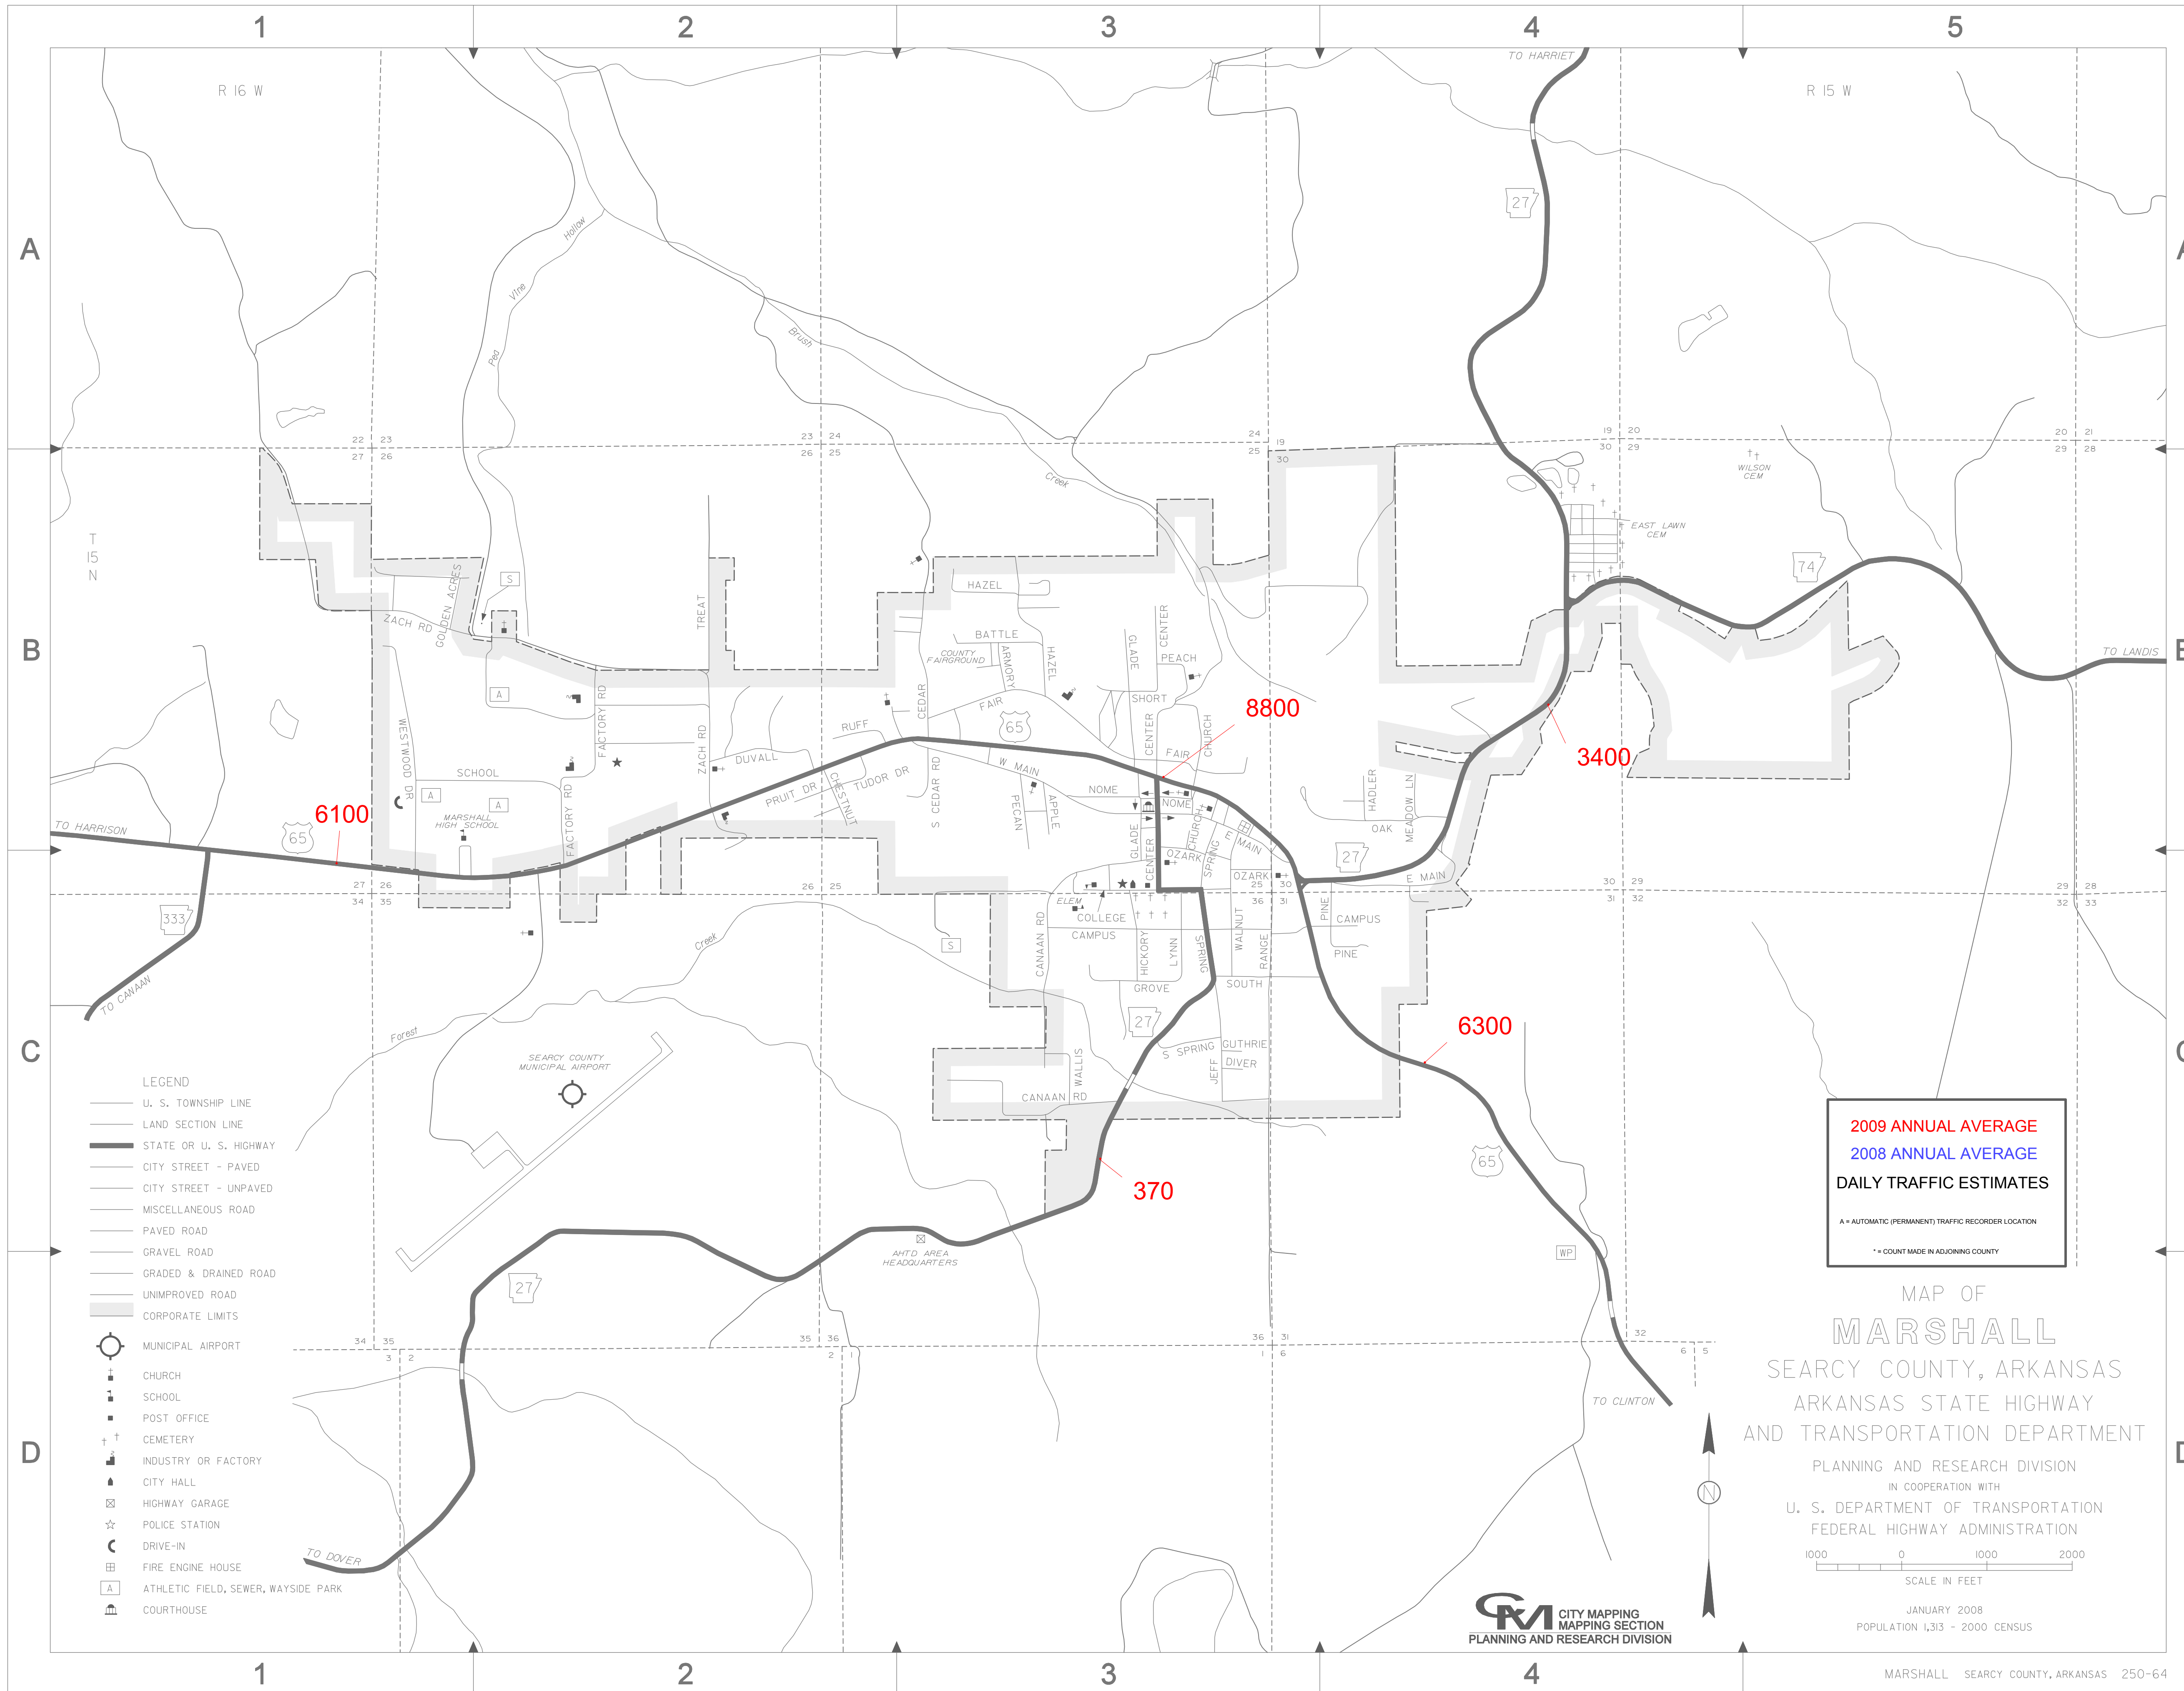 1 2 3 4 5
TO HARRIET
R 16 W
R 15 W
27
A
A
Hollow
Vine
Pea
Brush
Creek
22 23
27 26
23 24
26 25
24 19
25 30
19 20
30 29
20 21
29 28
WILSON
CEM
EAST LAWN
CEM
T
15
N
74
GOLDEN ACRES
S
ZACH RD
TREAT
HAZEL
BATTLE
COUNTY
FAIRGROUND
ARMORY
HAZEL
GLADE
CENTER
PEACH
SHORT
B
B
TO LANDIS
A
WESTWOOD DR
FACTORY RD
ZACH RD
CEDAR
FAIR
65
RUFF
DUVALL
CENTER
FAIR
CHURCH
8800
3400
SCHOOL
W MAIN
PRUIT DR
TUDOR DR
CHESTNUT
S CEDAR RD
PECAN
APPLE
NOME
NOME
HADLER
MEADOW LN
OAK
A
A
MARSHALL
HIGH SCHOOL
FACTORY RD
6100
65
TO HARRISON
GLADE
CENTER
CHURCH
OZARK
SPRING
E MAIN
OZARK
27
E MAIN
27 26
34 35
26 25
25 30
36 31
30 29
31 32
29 28
32 33
333
TO CANAAN
ELEM
COLLEGE
CAMPUS
CANAAN RD
HICKORY
LYNN
SPRING
WALNUT
RANGE
PINE
CAMPUS
PINE
S
Creek
GROVE
SOUTH
27
Forest
6300
C
C
SEARCY COUNTY
MUNICIPAL AIRPORT
S SPRING
GUTHRIE
JEFF
DIVER
WALLIS
CANAAN RD
370
65
WP
AHTD AREA
HEADQUARTERS
27
34 35
3 2
35 36
2 1
36 31
1 6
32
6 5
TO CLINTON
TO DOVER
D
D
LEGEND
U. S. TOWNSHIP LINE
LAND SECTION LINE
STATE OR U. S. HIGHWAY
CITY STREET - PAVED
CITY STREET - UNPAVED
MISCELLANEOUS ROAD
PAVED ROAD
GRAVEL ROAD
GRADED & DRAINED ROAD
UNIMPROVED ROAD
CORPORATE LIMITS
MUNICIPAL AIRPORT
CHURCH
SCHOOL
POST OFFICE
CEMETERY
INDUSTRY OR FACTORY
CITY HALL
HIGHWAY GARAGE
POLICE STATION
DRIVE-IN
FIRE ENGINE HOUSE
A ATHLETIC FIELD, SEWER, WAYSIDE PARK
COURTHOUSE
2009 ANNUAL AVERAGE
2008 ANNUAL AVERAGE
DAILY TRAFFIC ESTIMATES
A = AUTOMATIC (PERMANENT) TRAFFIC RECORDER LOCATION
* = COUNT MADE IN ADJOINING COUNTY
MAP OF
MARSHALL
SEARCY COUNTY, ARKANSAS
ARKANSAS STATE HIGHWAY
AND TRANSPORTATION DEPARTMENT
PLANNING AND RESEARCH DIVISION
IN COOPERATION WITH
U. S. DEPARTMENT OF TRANSPORTATION
FEDERAL HIGHWAY ADMINISTRATION
1000 0 1000 2000
SCALE IN FEET
JANUARY 2008
POPULATION 1,313 - 2000 CENSUS
N
CM CITY MAPPING
MAPPING SECTION
PLANNING AND RESEARCH DIVISION
1 2 3 4
MARSHALL SEARCY COUNTY, ARKANSAS 250-64